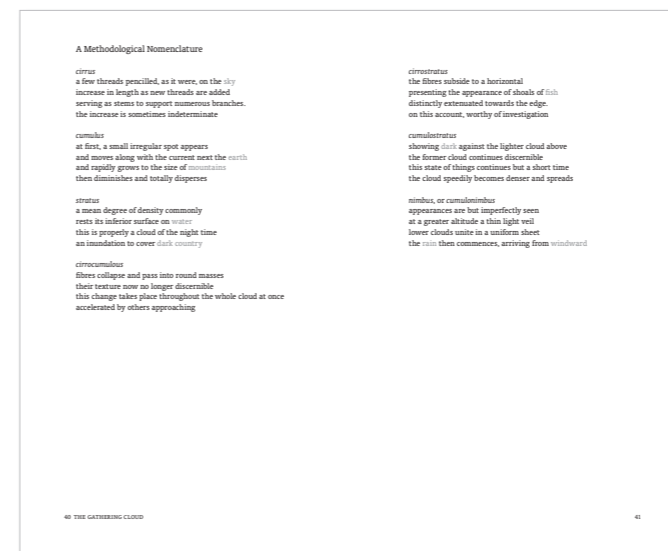 A Methodological Nomenclature
cirrus
a few threads pencilled, as it were, on the sky
increase in length as new threads are added
serving as stems to support numerous branches.
the increase is sometimes indeterminate
cumulus
at first, a small irregular spot appears
and moves along with the current next the earth
and rapidly grows to the size of mountains
then diminishes and totally disperses
stratus
a mean degree of density commonly
rests its inferior surface on water
this is properly a cloud of the night time
an inundation to cover dark country
cirrocumulous
fibres collapse and pass into round masses
their texture now no longer discernible
this change takes place throughout the whole cloud at once
accelerated by others approaching
cirrostratus
the fibres subside to a horizontal
presenting the appearance of shoals of fish
distinctly extenuated towards the edge.
on this account, worthy of investigation
cumulostratus
showing dark against the lighter cloud above
the former cloud continues discernible
this state of things continues but a short time
the cloud speedily becomes denser and spreads
nimbus, or cumulonimbus
appearances are but imperfectly seen
at a greater altitude a thin light veil
lower clouds unite in a uniform sheet
the rain then commences, arriving from windward
40 THE GATHERING CLOUD
41